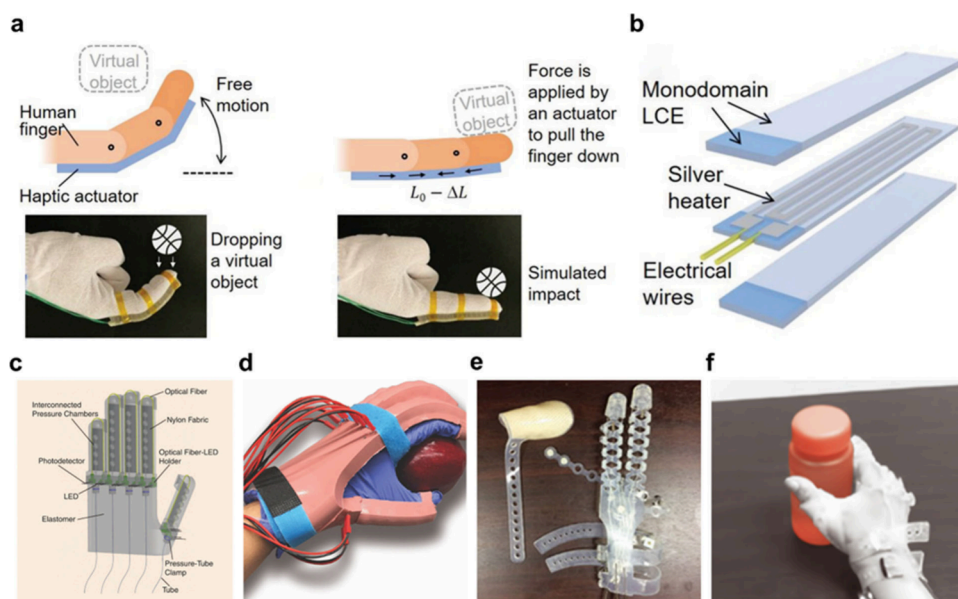 a
Virtual
object
Human
finger
Free
motion
Haptic actuator
Dropping
a virtual
object
Virtual
object
Force is
applied by
an actuator
to pull the
finger down
L₀ − ΔL
Simulated
impact
b
Monodomain
LCE
Silver
heater
Electrical
wires
c
Optical Fiber
Interconnected
Pressure Chambers
Nylon Fabric
Photodetector
Optical Fiber-LED
Holder
LED
Elastomer
Pressure-Tube
Clamp
Tube
d
e
f